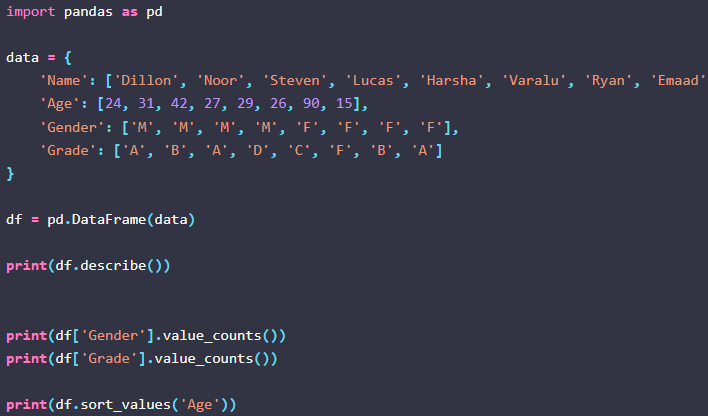 import pandas as pd
data = {
'Name': ['Dillon', 'Noor', 'Steven', 'Lucas', 'Harsha', 'Varalu', 'Ryan', 'Emaad'
'Age': [24, 31, 42, 27, 29, 26, 90, 15],
'Gender': ['M', 'M', 'M', 'M', 'F', 'F', 'F', 'F'],
'Grade': ['A', 'B', 'A', 'D', 'C', 'F', 'B', 'A']
}
df = pd.DataFrame(data)
print(df.describe())
print(df['Gender'].value_counts())
print(df['Grade'].value_counts())
print(df.sort_values('Age'))